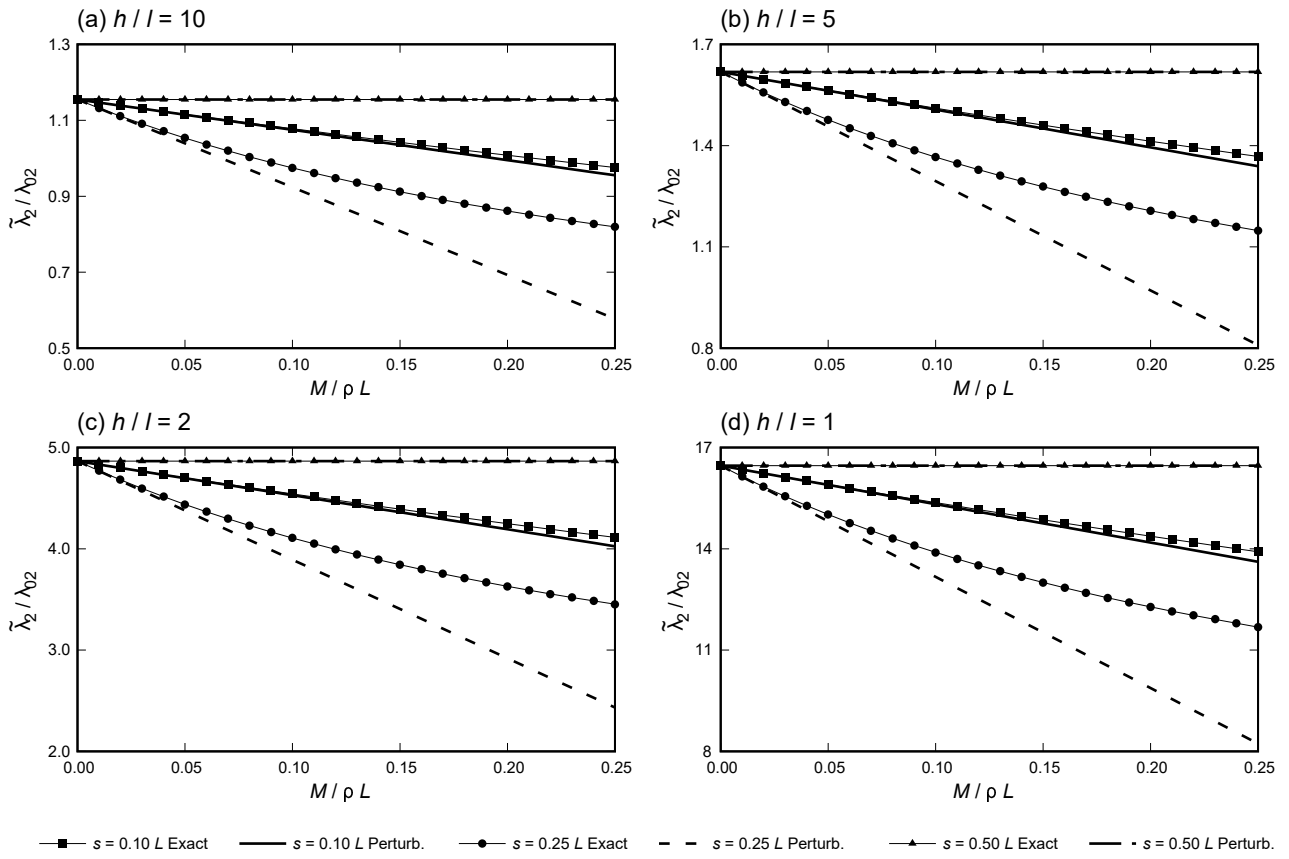 (a) h / l = 10
1.3
1.1
0.9
0.7
0.5
λ̃2 / λ02
0.00 0.05 0.10 0.15 0.20 0.25
M / ρ L
(b) h / l = 5
1.7
1.4
1.1
0.8
λ̃2 / λ02
0.00 0.05 0.10 0.15 0.20 0.25
M / ρ L
(c) h / l = 2
5.0
4.0
3.0
2.0
λ̃2 / λ02
0.00 0.05 0.10 0.15 0.20 0.25
M / ρ L
(d) h / l = 1
17
14
11
8
λ̃2 / λ02
0.00 0.05 0.10 0.15 0.20 0.25
M / ρ L
s = 0.10 L Exact s = 0.10 L Perturb. s = 0.25 L Exact s = 0.25 L Perturb. s = 0.50 L Exact s = 0.50 L Perturb.